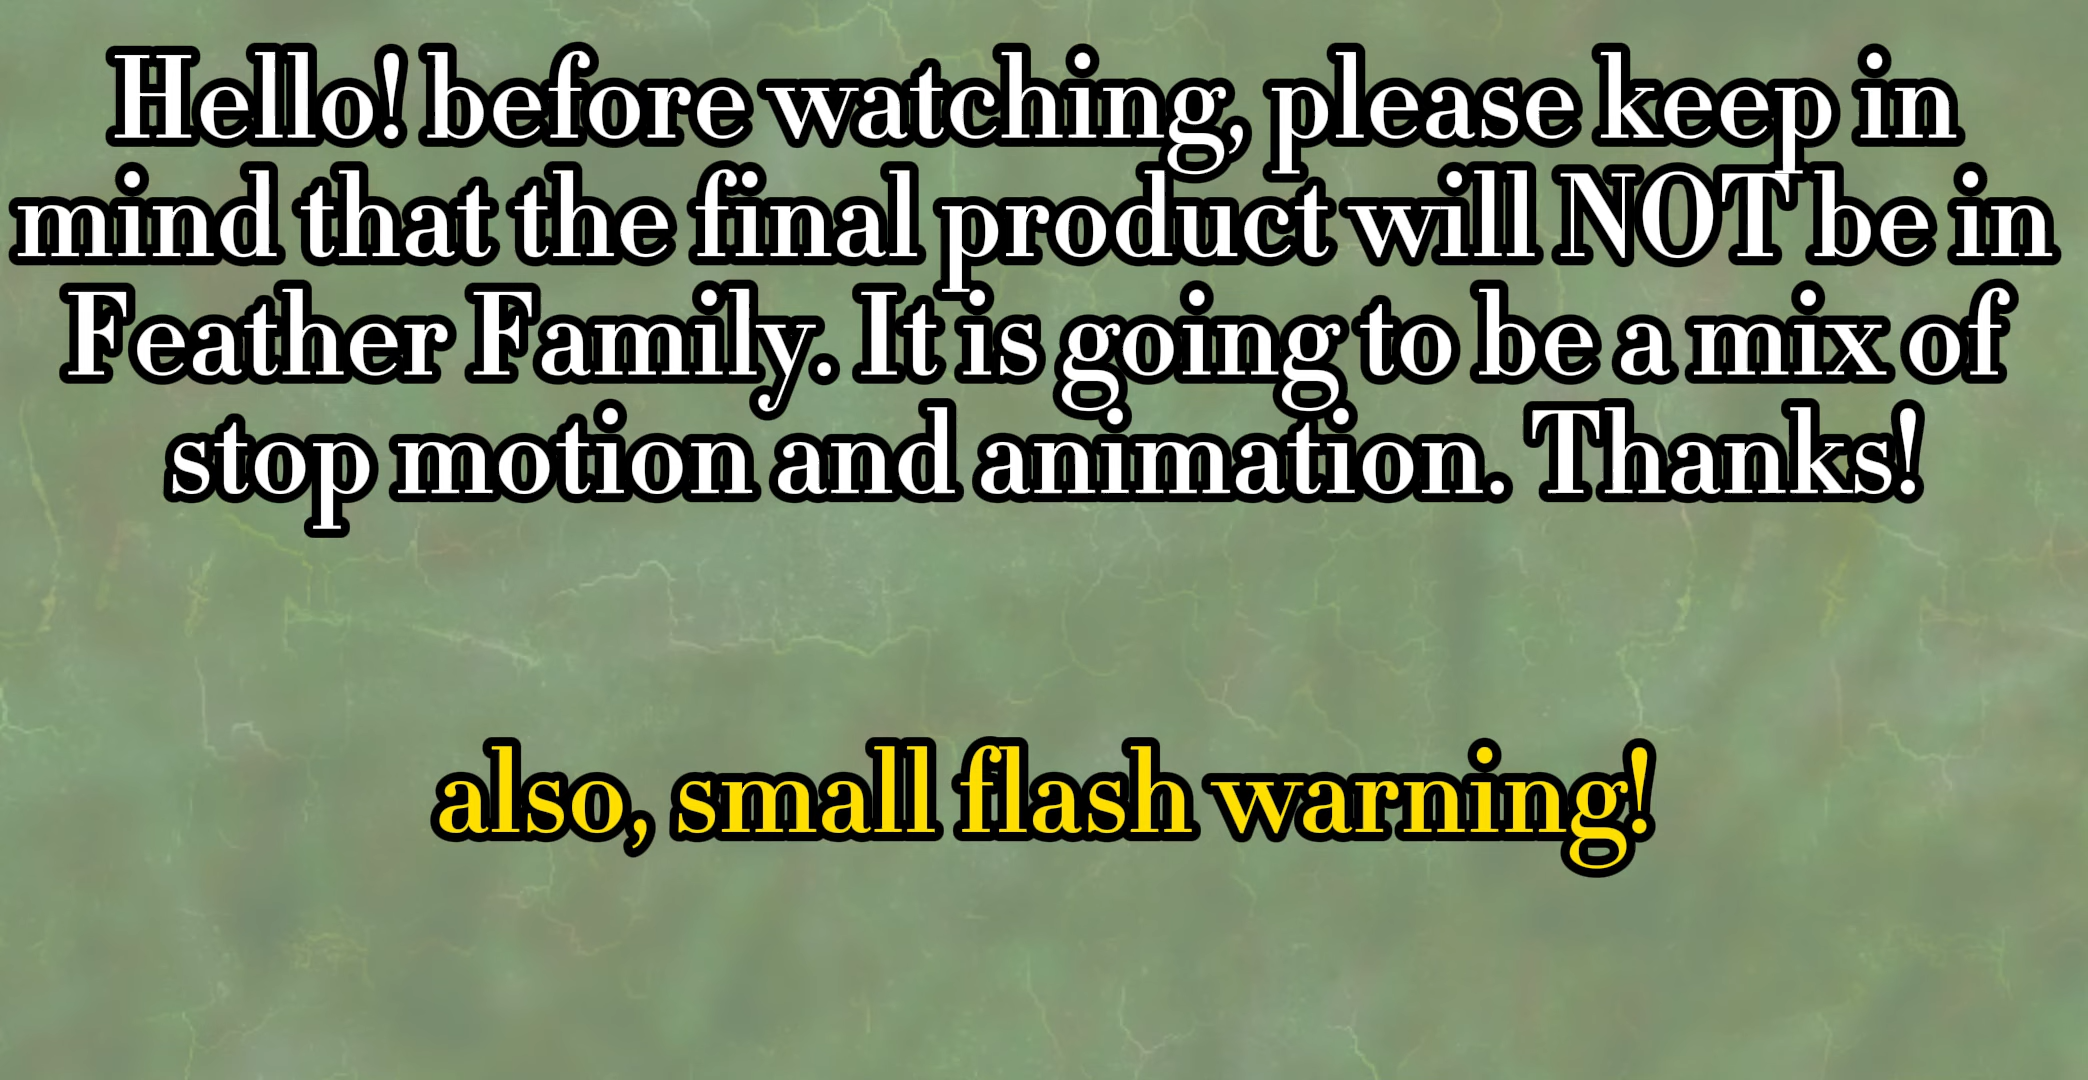 Hello! before watching, please keep in
mind that the final product will NOT be in
Feather Family. It is going to be a mix of
stop motion and animation. Thanks!
also, small flash warning!